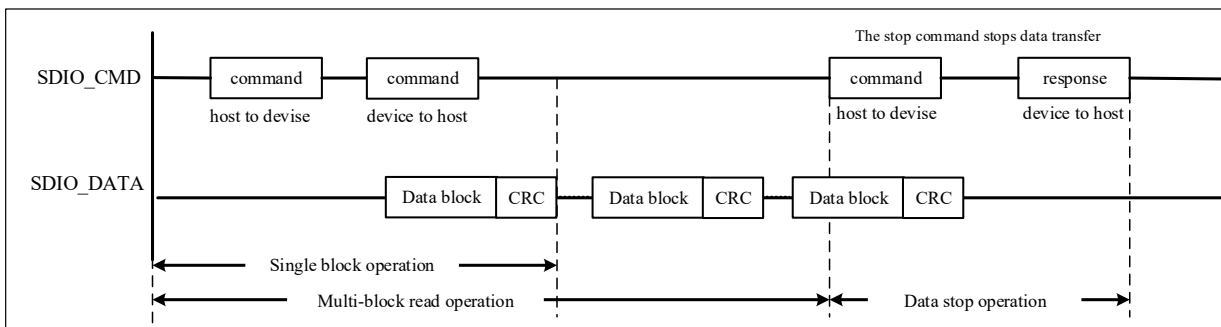 The stop command stops data transfer
SDIO_CMD command command command response
host to devise device to host host to devise device to host
SDIO_DATA
Data block CRC Data block CRC Data block CRC
Single block operation
Multi-block read operation Data stop operation